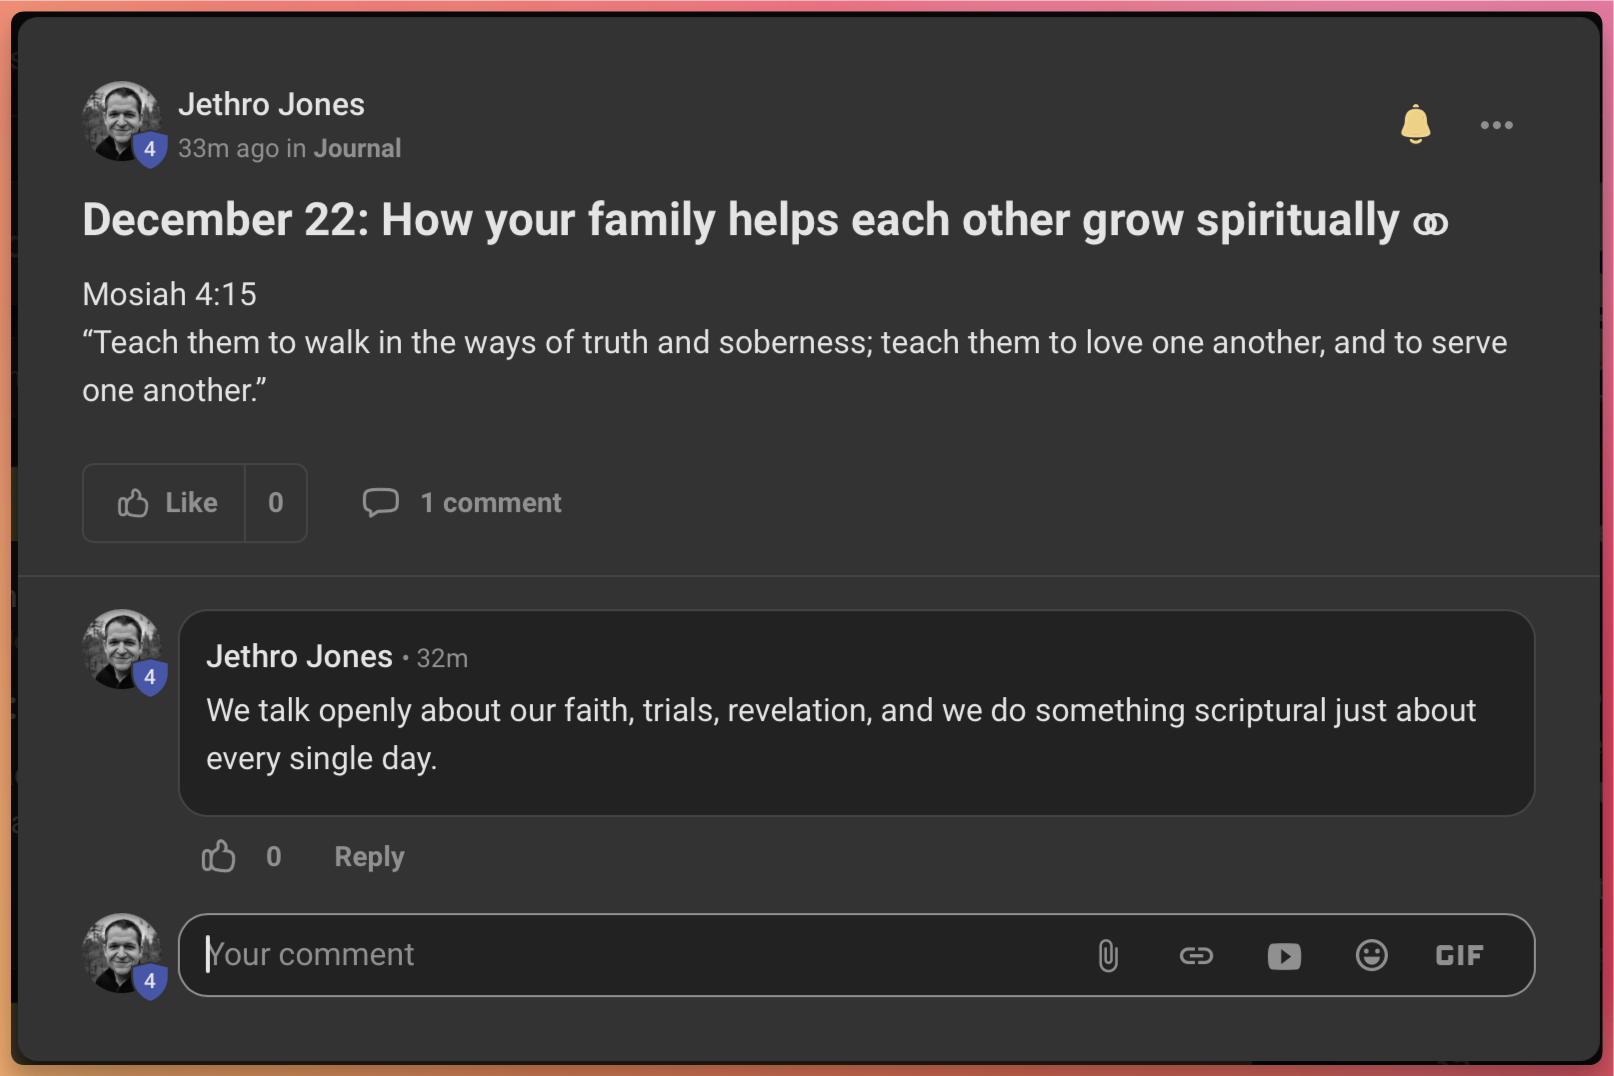 Jethro Jones
4
33m ago in Journal
December 22: How your family helps each other grow spiritually
Mosiah 4:15
“Teach them to walk in the ways of truth and soberness; teach them to love one another, and to serve
one another.”
Like 0 1 comment
Jethro Jones • 32m
4
We talk openly about our faith, trials, revelation, and we do something scriptural just about
every single day.
0 Reply
4
Your comment GIF